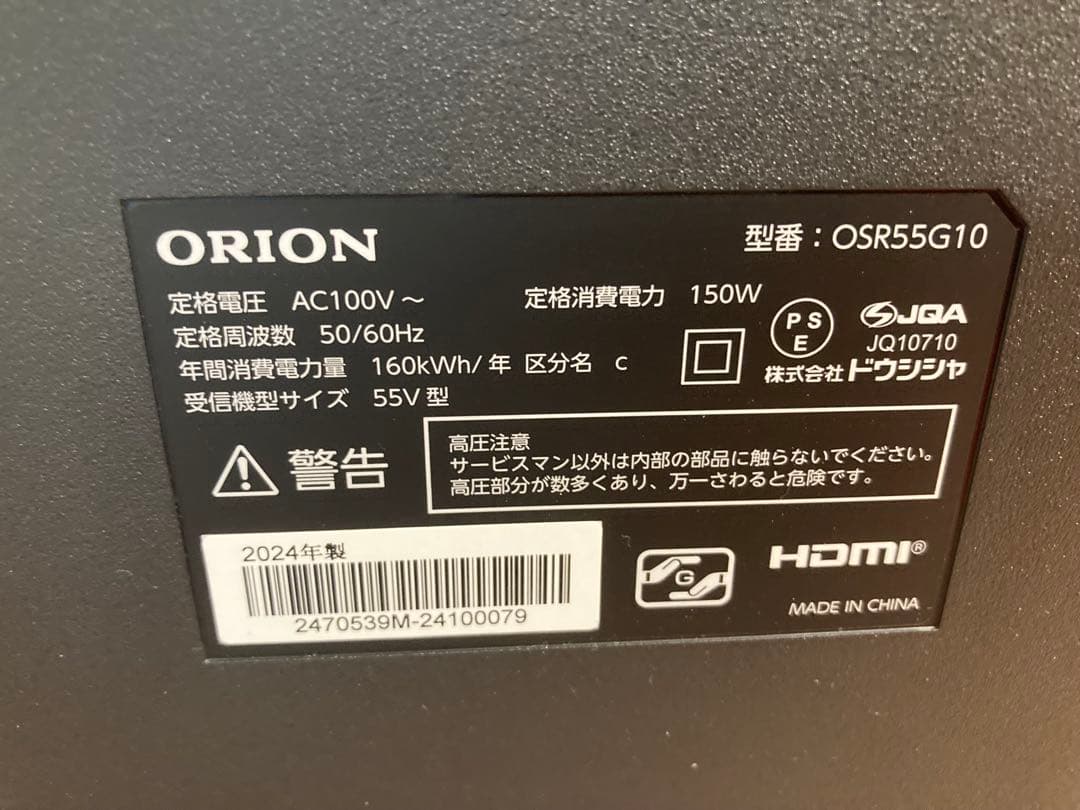 ORION
型番：OSR55G10
定格電圧 AC100V～ 定格消費電力 150W
定格周波数 50/60Hz
年間消費電力量 160kWh/年 区分名 c
受信機型サイズ 55V型
PS
E
JQA
JQ10710
株式会社ドウシシャ
警告
高圧注意
サービスマン以外は内部の部品に触らないでください。
高圧部分が数多くあり、万一さわると危険です。
2024年製
2470539M-24100079
G
HDMI®
MADE IN CHINA